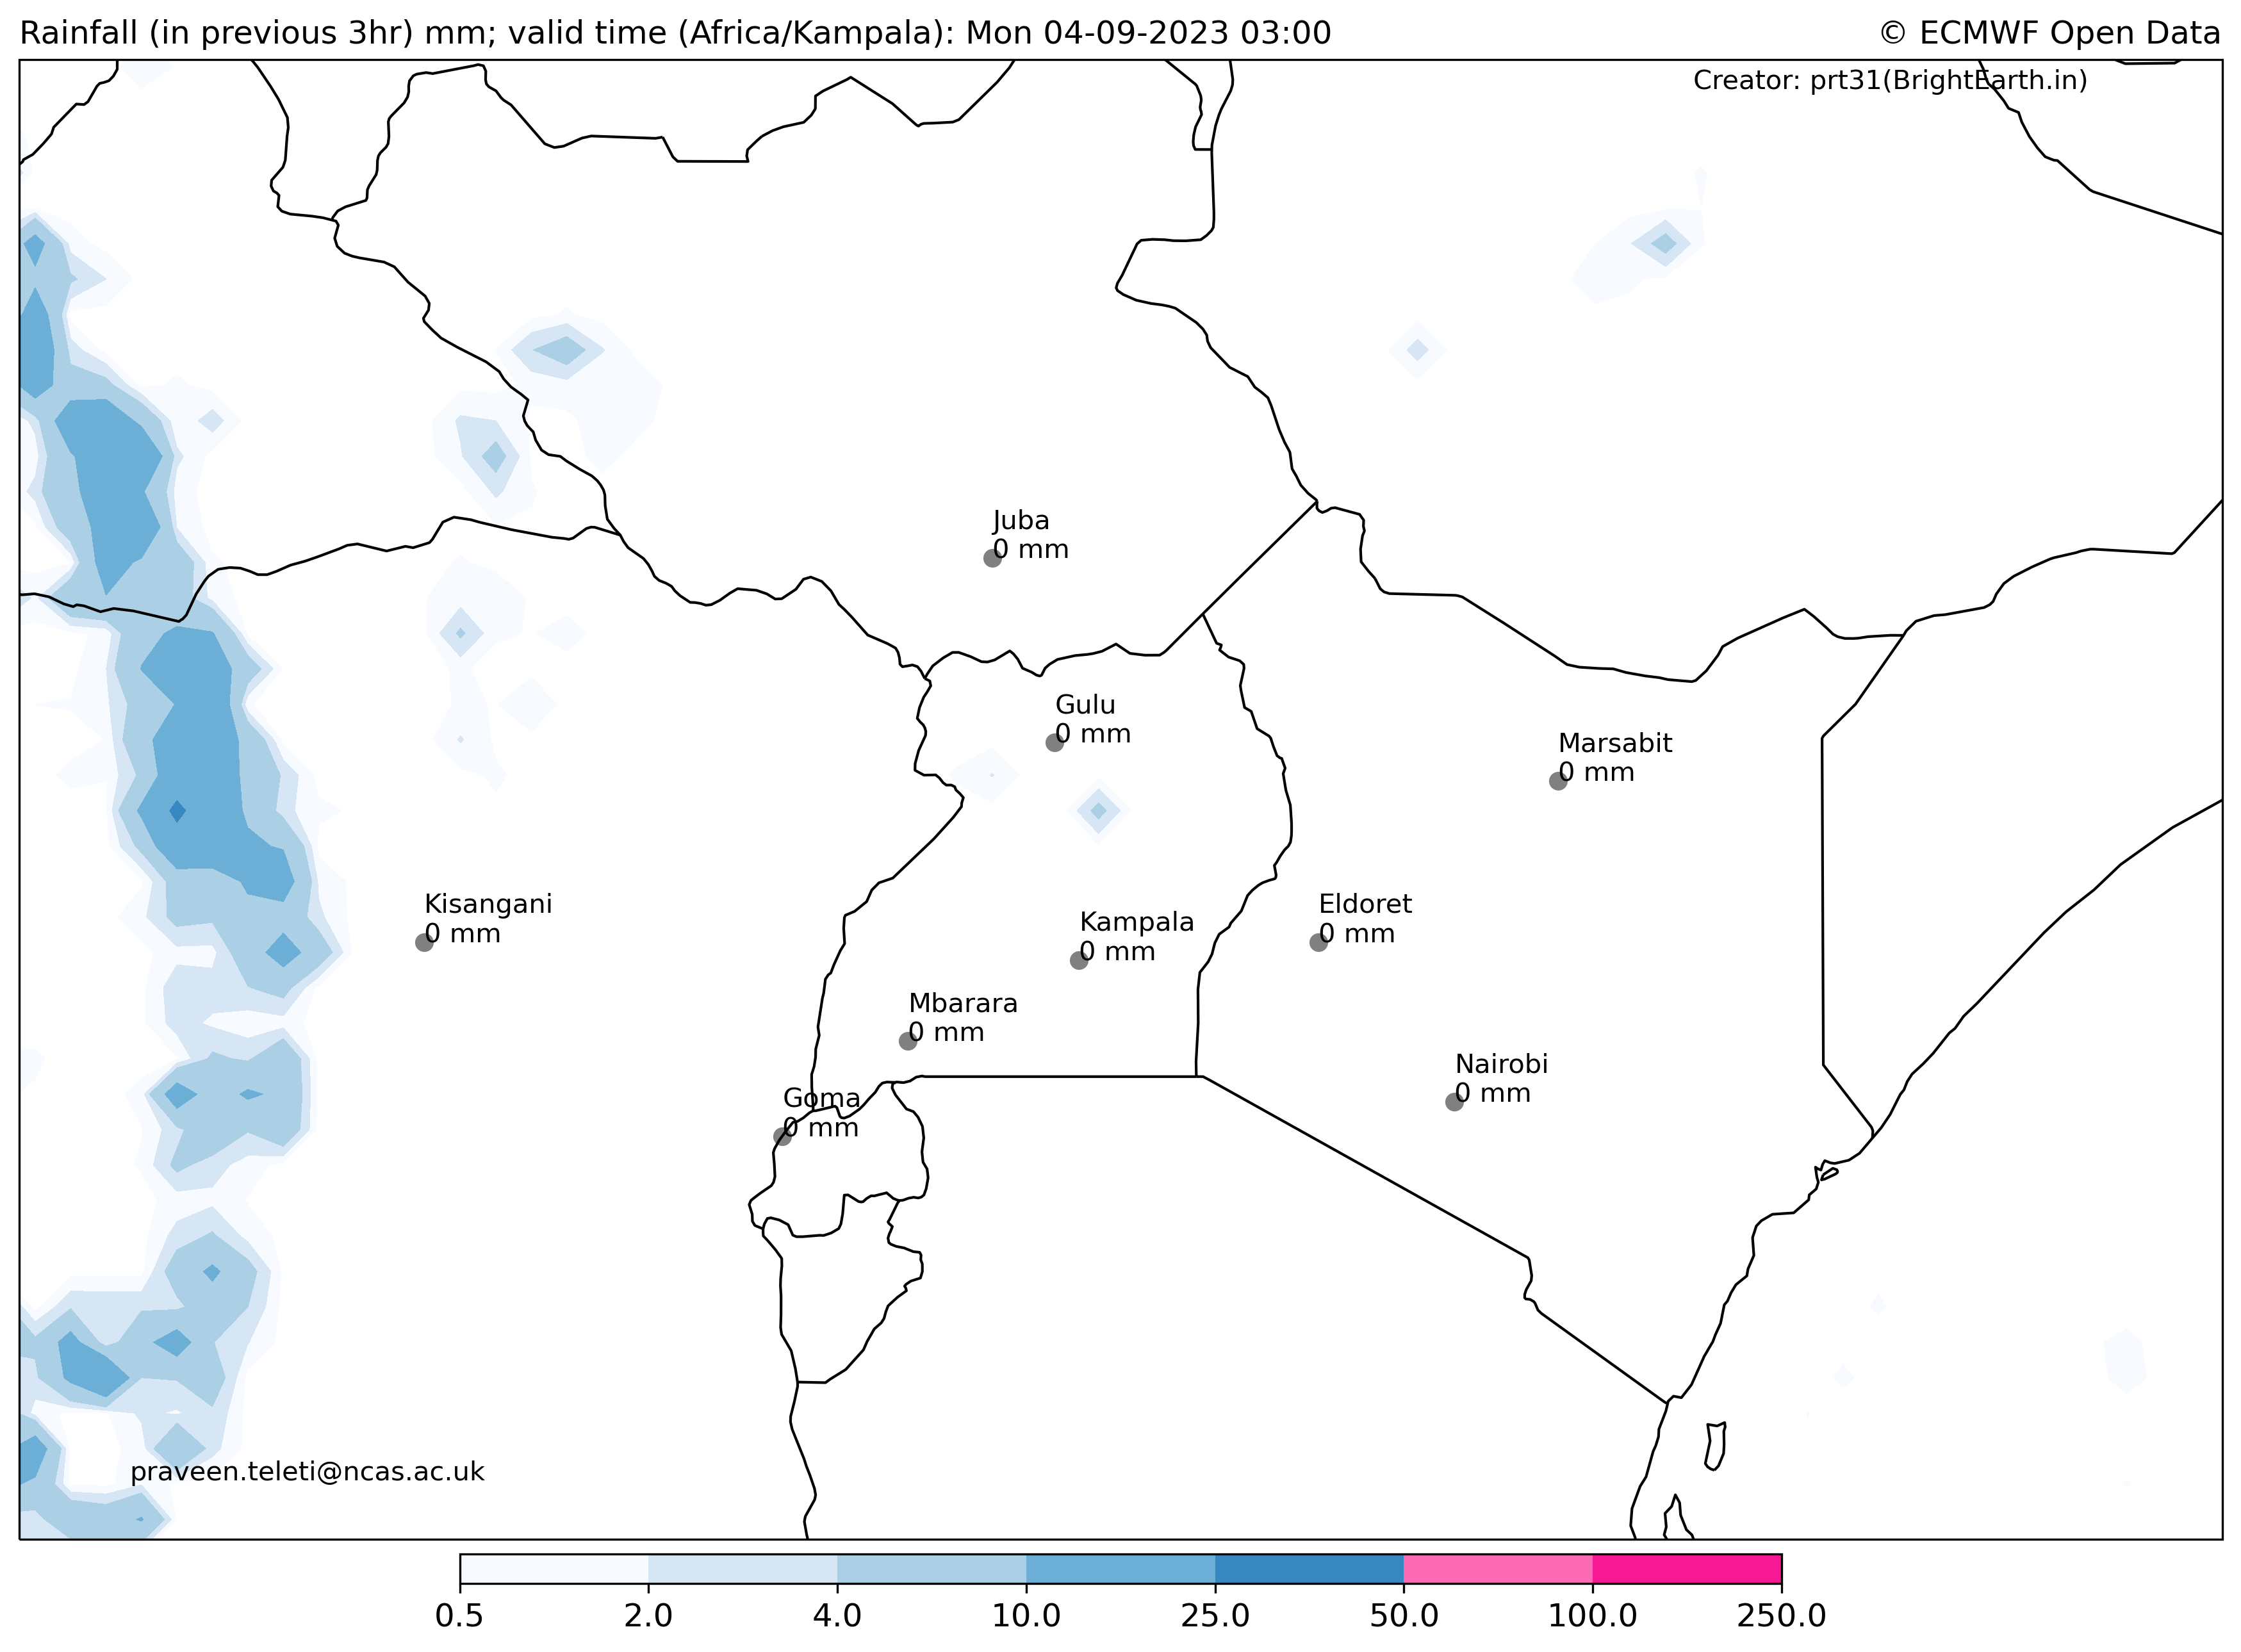 Rainfall (in previous 3hr) mm; valid time (Africa/Kampala): Mon 04-09-2023 03:00
© ECMWF Open Data
Creator: prt31(BrightEarth.in)
Juba
0 mm
Gulu
0 mm
Marsabit
0 mm
Kisangani
0 mm
Kampala
0 mm
Eldoret
0 mm
Mbarara
0 mm
Nairobi
0 mm
Goma
0 mm
praveen.teleti@ncas.ac.uk
0.5 2.0 4.0 10.0 25.0 50.0 100.0 250.0